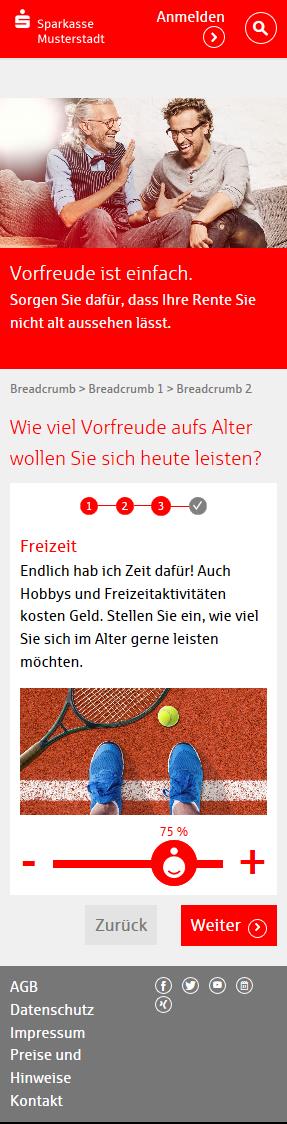 Sparkasse
Musterstadt
Anmelden
Vorfreude ist einfach.
Sorgen Sie dafür, dass Ihre Rente Sie
nicht alt aussehen lässt.
Breadcrumb > Breadcrumb 1 > Breadcrumb 2
Wie viel Vorfreude aufs Alter
wollen Sie sich heute leisten?
1 2 3
Freizeit
Endlich hab ich Zeit dafür! Auch
Hobbys und Freizeitaktivitäten
kosten Geld. Stellen Sie ein, wie viel
Sie sich im Alter gerne leisten
möchten.
75 %
- +
Zurück Weiter
AGB
Datenschutz
Impressum
Preise und
Hinweise
Kontakt